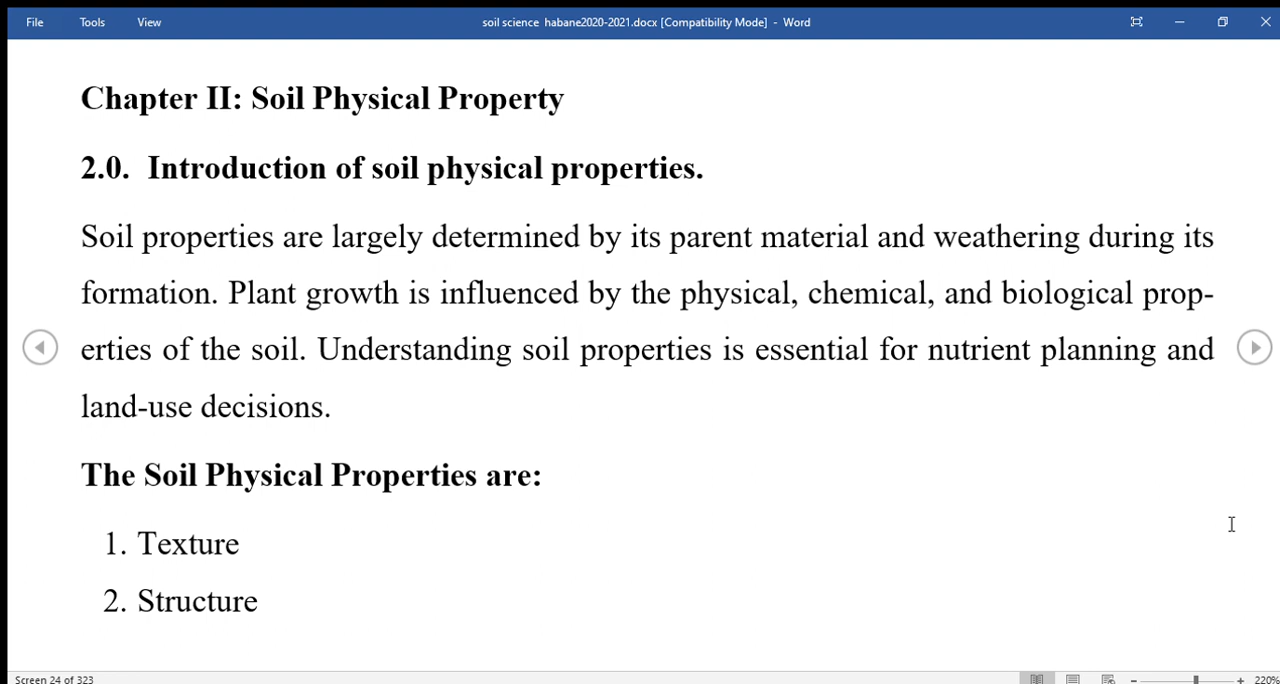 File Tools View soil science habane2020-2021.docx [Compatibility Mode] - Word
Chapter II: Soil Physical Property
2.0. Introduction of soil physical properties.
Soil properties are largely determined by its parent material and weathering during its
formation. Plant growth is influenced by the physical, chemical, and biological prop-
erties of the soil. Understanding soil properties is essential for nutrient planning and
land-use decisions.
The Soil Physical Properties are:
1. Texture
2. Structure
Screen 24 of 323 220%